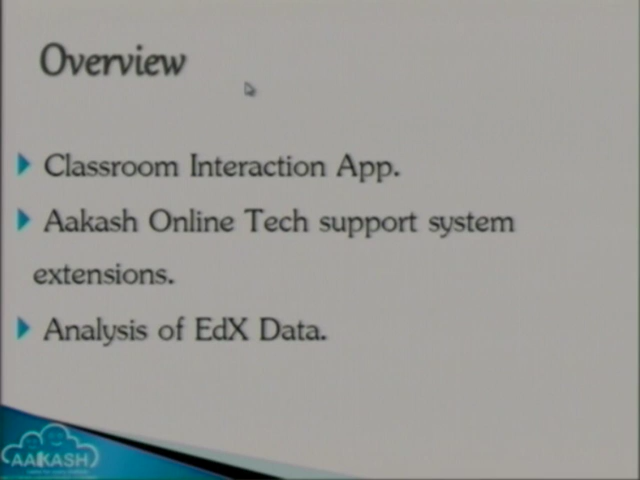 Overview
Classroom Interaction App.
Aakash Online Tech support system
extensions.
Analysis of EdX Data.
AAKASH